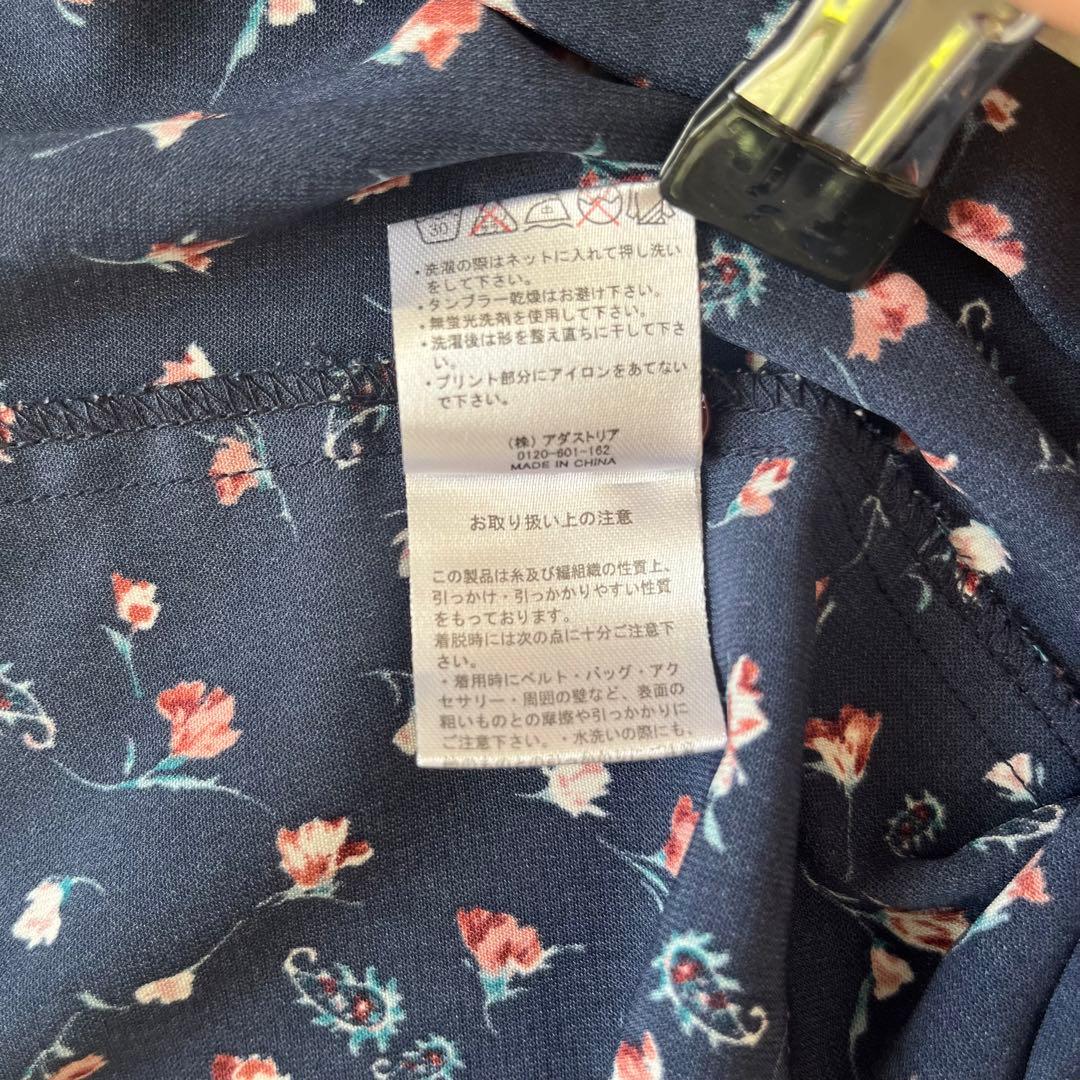 30
・洗濯の際はネットに入れて押し洗い
をして下さい。
・タンブラー乾燥はお避け下さい。
・無蛍光洗剤を使用して下さい。
・洗濯後は形を整え直ちに干して下さ
い。
・プリント部分にアイロンをあてない
で下さい。
(株) アダストリア
0120-601-162
MADE IN CHINA
お取り扱い上の注意
この製品は糸及び編組織の性質上、
引っかけ・引っかかりやすい性質
をもっております。
着脱時には次の点に十分ご注意下
さい。
・着用時にベルト・バッグ・アク
セサリー・周囲の壁など、表面の
粗いものとの摩擦や引っかかりに
ご注意下さい。・水洗いの際にも、